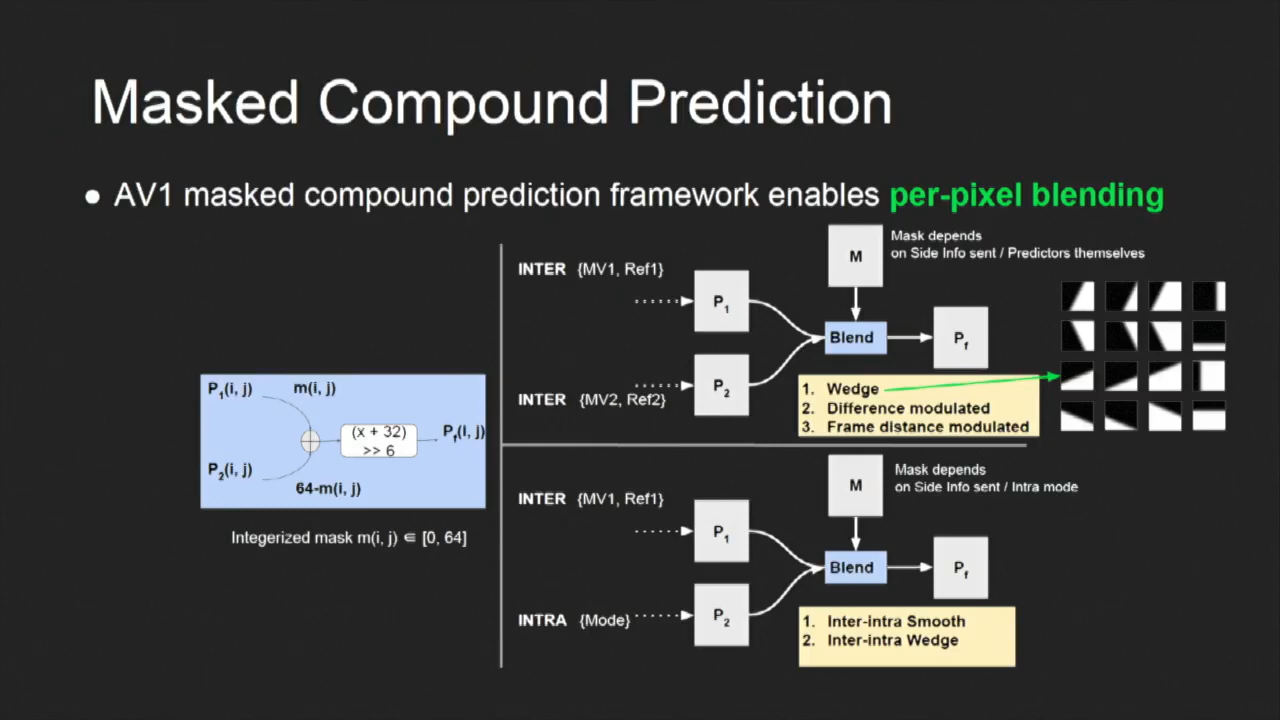 Masked Compound Prediction
● AV1 masked compound prediction framework enables per-pixel blending
P1(i, j) m(i, j)
(x + 32)
>> 6
Pf(i, j)
P2(i, j)
64-m(i, j)
Integerized mask m(i, j) ∈ [0, 64]
M
Mask depends
on Side Info sent / Predictors themselves
INTER {MV1, Ref1}
P1
Blend
Pf
P2
INTER {MV2, Ref2}
1. Wedge
2. Difference modulated
3. Frame distance modulated
M
Mask depends
on Side Info sent / Intra mode
INTER {MV1, Ref1}
P1
Blend
Pf
P2
INTRA {Mode}
1. Inter-intra Smooth
2. Inter-intra Wedge